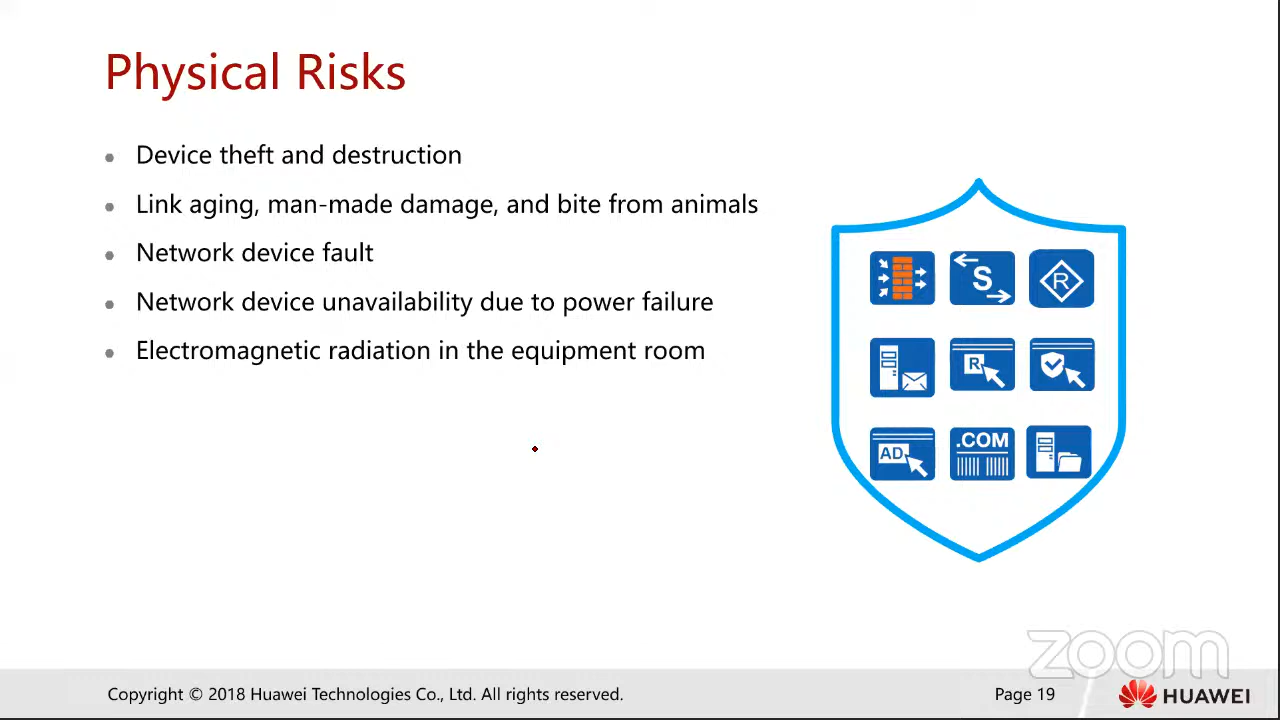 Physical Risks
Device theft and destruction
Link aging, man-made damage, and bite from animals
Network device fault
Network device unavailability due to power failure
Electromagnetic radiation in the equipment room
S
R
R
AD
.COM
zoom
Copyright © 2018 Huawei Technologies Co., Ltd. All rights reserved.
Page 19
HUAWEI